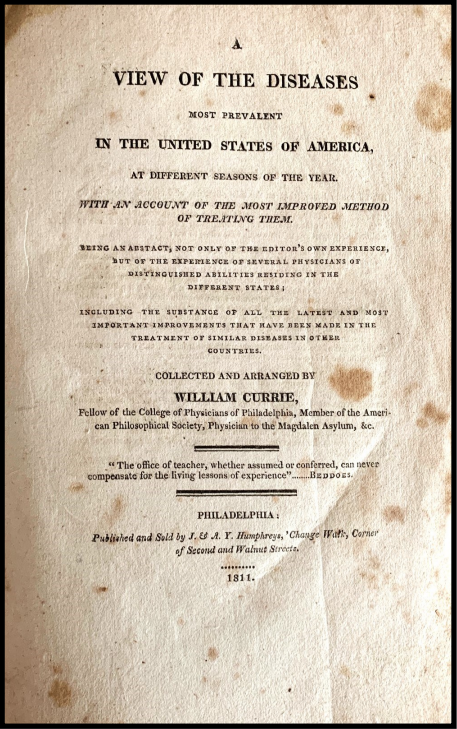 A
VIEW OF THE DISEASES
MOST PREVALENT
IN THE UNITED STATES OF AMERICA,
AT DIFFERENT SEASONS OF THE YEAR.
WITH AN ACCOUNT OF THE MOST IMPROVED METHOD
OF TREATING THEM.
BEING AN ABSTACT, NOT ONLY OF THE EDITOR'S OWN EXPERIENCE,
BUT OF THE EXPERIENCE OF SEVERAL PHYSICIANS OF
DISTINGUISHED ABILITIES RESIDING IN THE
DIFFERENT STATES;
INCLUDING THE SUBSTANCE OF ALL THE LATEST AND MOST
IMPORTANT IMPROVEMENTS THAT HAVE BEEN MADE IN THE
TREATMENT OF SIMILAR DISEASES IN OTHER
COUNTRIES.
COLLECTED AND ARRANGED BY
WILLIAM CURRIE,
Fellow of the College of Physicians of Philadelphia, Member of the Ameri-
can Philosophical Society, Physician to the Magdalen Asylum, &c.
"The office of teacher, whether assumed or conferred, can never
compensate for the living lessons of experience".......BEDDOES.
PHILADELPHIA:
Published and Sold by J. & A. Y. Humphreys, 'Change Walk, Corner
of Second and Walnut Streets.
..........
1811.